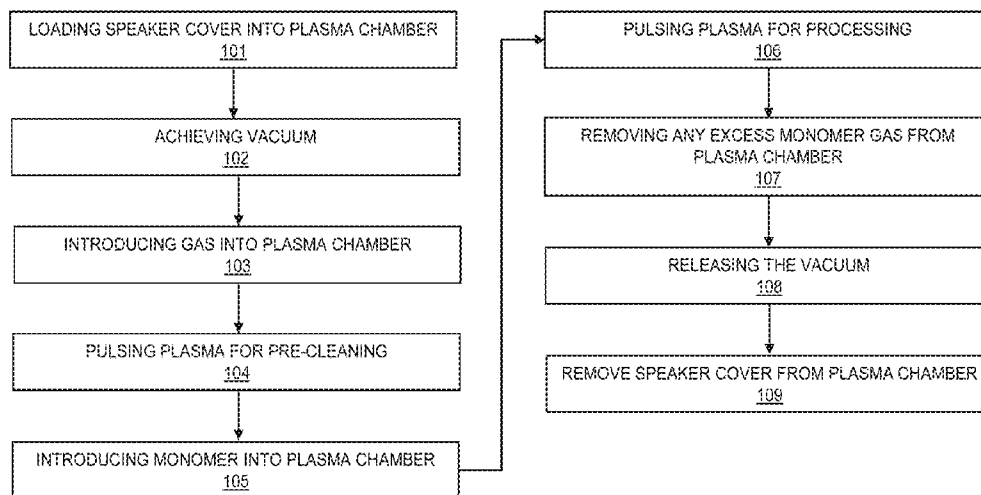 LOADING SPEAKER COVER INTO PLASMA CHAMBER
101
ACHIEVING VACUUM
102
INTRODUCING GAS INTO PLASMA CHAMBER
103
PULSING PLASMA FOR PRE-CLEANING
104
INTRODUCING MONOMER INTO PLASMA CHAMBER
105
PULSING PLASMA FOR PROCESSING
106
REMOVING ANY EXCESS MONOMER GAS FROM
PLASMA CHAMBER
107
RELEASING THE VACUUM
108
REMOVE SPEAKER COVER FROM PLASMA CHAMBER
109